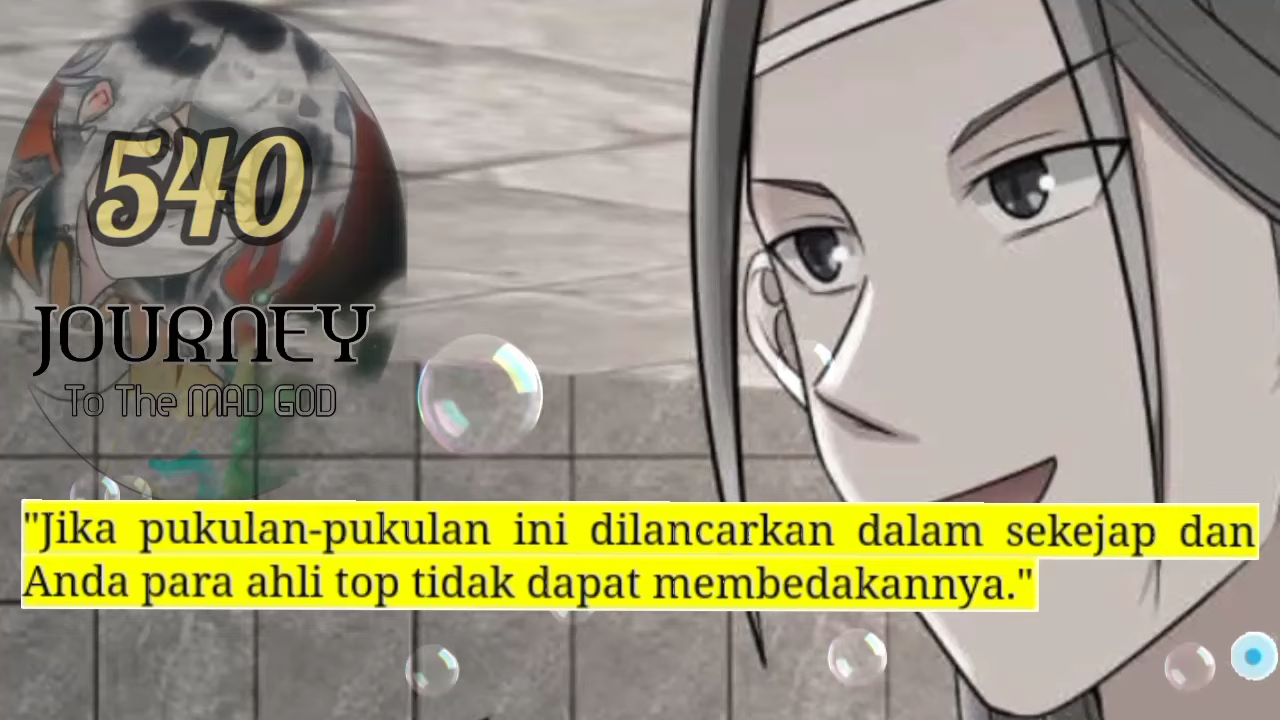 540
JOURNEY
To The MAD GOD
"Jika pukulan-pukulan ini dilancarkan dalam sekejap dan
Anda para ahli top tidak dapat membedakannya."